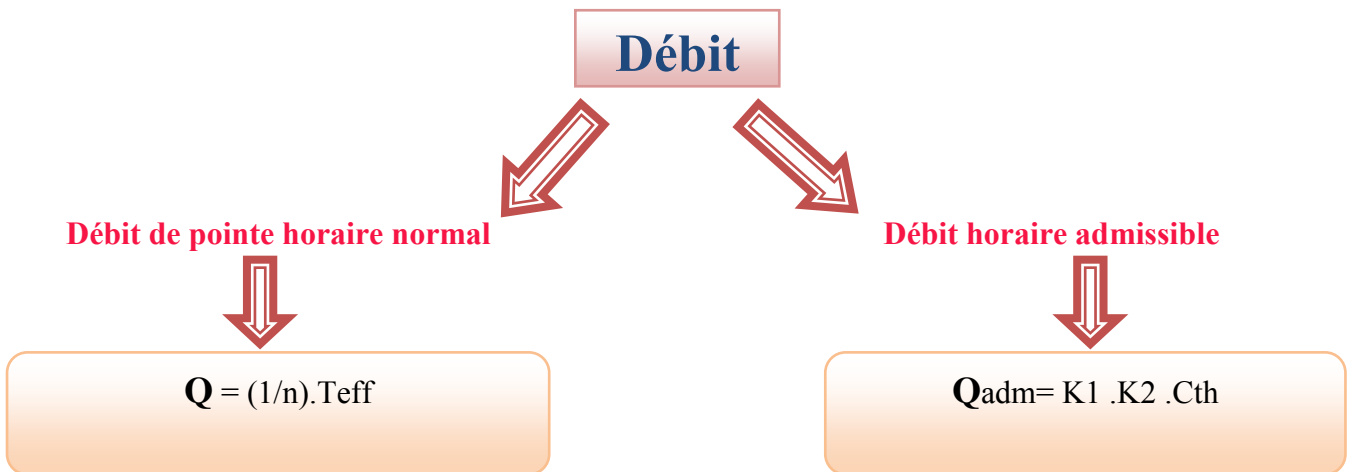 Débit
Débit de pointe horaire normal
Débit horaire admissible
Q = (1/n).Teff
Qadm= K1 .K2 .Cth